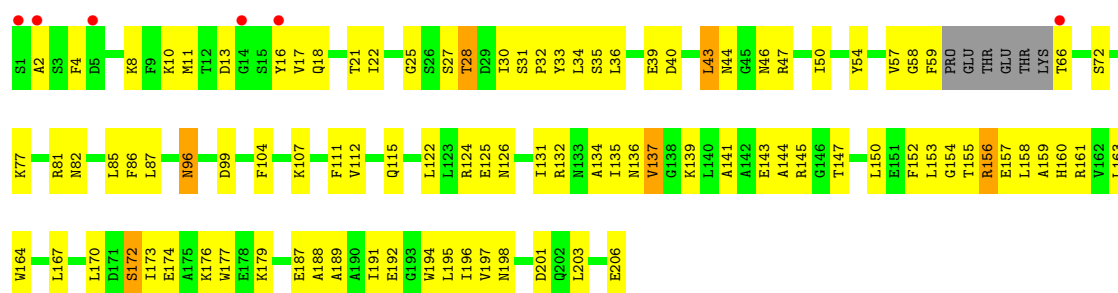 S1 A2 S3 F4 D5 K8 F9 K10 M11 T12 D13 G14 S15 Y16 V17 Q18 T21 I22 G25 S26 S27 T28 D29 I30 S31 P32 Y33 L34 S35 L36 E39 D40 L43 N44 G45 N46 R47 I50 Y54 V57 G58 F59 PRO GLU THR GLU THR LYS T66 S72
K77 R81 N82 L85 F86 L87 N96 D99 F104 K107 F111 V112 Q115 L122 L123 R124 E125 N126 I131 R132 N133 A134 I135 N136 V137 G138 K139 L140 A141 A142 E143 A144 R145 G146 T147 L150 E151 F152 L153 G154 T155 R156 E157 L158 A159 H160 R161 V162 L163
W164 L167 L170 D171 S172 I173 E174 A175 K176 W177 E178 K179 E187 A188 A189 A190 I191 E192 G193 W194 L195 I196 V197 N198 D201 Q202 L203 E206